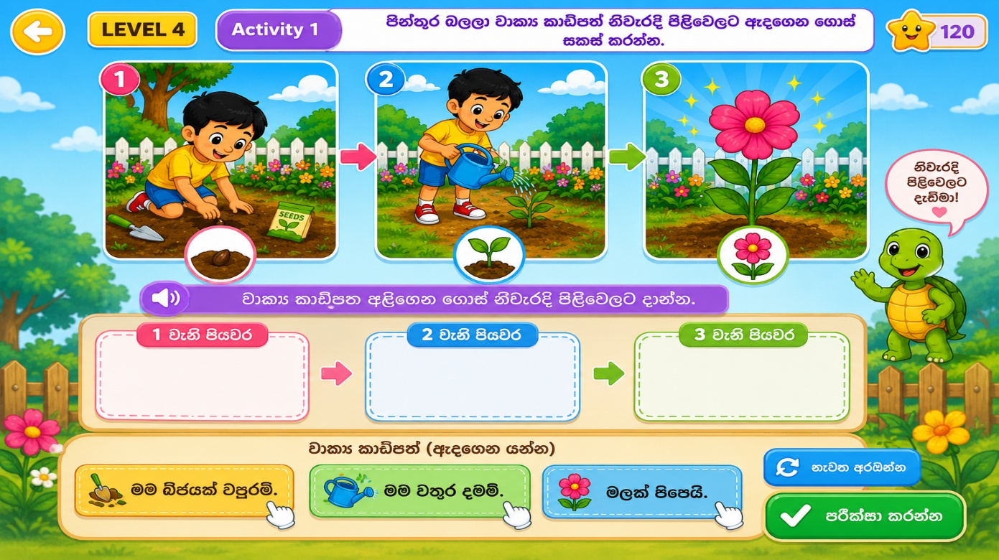 LEVEL 4
Activity 1
පින්තූර බලලා වාක්‍ය කාඩ්පත් නිවැරදි පිළිවෙලට ඇදගෙන ගොස්
සකස් කරන්න.
120
1
2
3
SEEDS
නිවැරදි
පිළිවෙලට
දැම්මා!
වාක්‍ය කාඩ්පත අළිගෙන ගොස් නිවැරදි පිළිවෙලට දාන්න.
1 වැනි පියවර
2 වැනි පියවර
3 වැනි පියවර
වාක්‍ය කාඩ්පත් (ඇදගෙන යන්න)
මම බීජයක් වපුරමි.
මම වතුර දමමි.
මලක් පිපෙයි.
නැවත අරඹන්න
පරීක්සා කරන්න